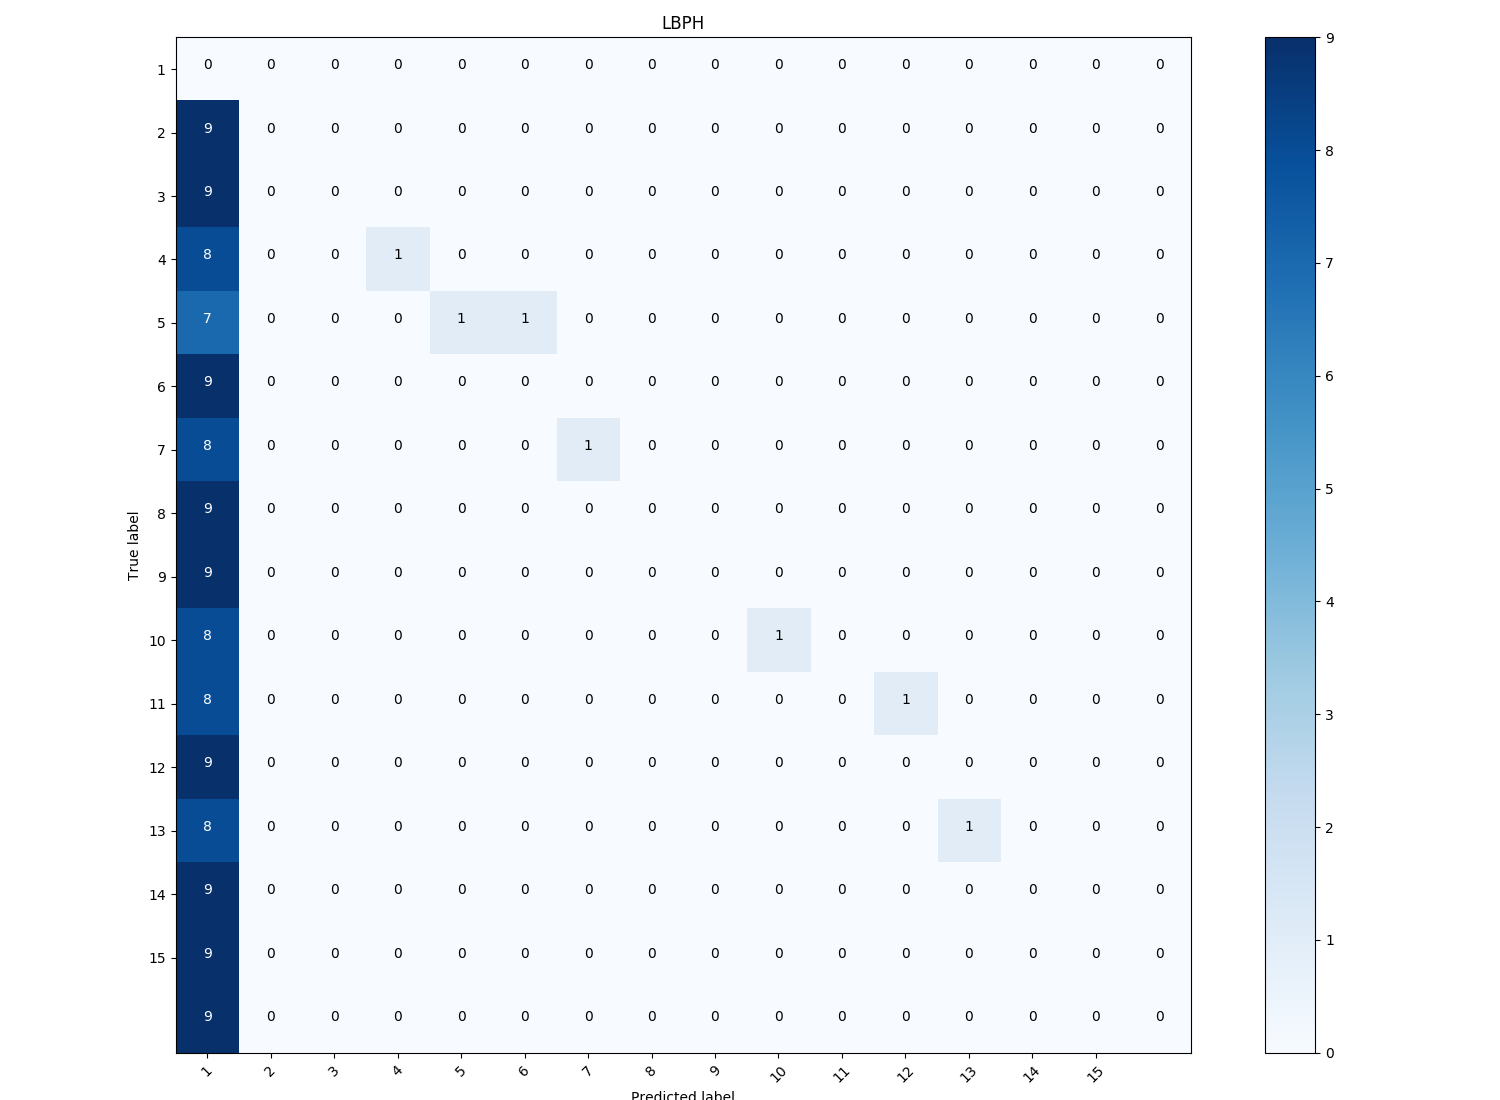 LBPH
1 0 0 0 0 0 0 0 0 0 0 0 0 0 0 0 0
2 9 0 0 0 0 0 0 0 0 0 0 0 0 0 0 0
3 9 0 0 0 0 0 0 0 0 0 0 0 0 0 0 0
4 8 0 0 1 0 0 0 0 0 0 0 0 0 0 0 0
5 7 0 0 0 1 1 0 0 0 0 0 0 0 0 0 0
6 9 0 0 0 0 0 0 0 0 0 0 0 0 0 0 0
7 8 0 0 0 0 0 1 0 0 0 0 0 0 0 0 0
8 9 0 0 0 0 0 0 0 0 0 0 0 0 0 0 0
9 9 0 0 0 0 0 0 0 0 0 0 0 0 0 0 0
10 8 0 0 0 0 0 0 0 0 1 0 0 0 0 0 0
11 8 0 0 0 0 0 0 0 0 0 0 1 0 0 0 0
12 9 0 0 0 0 0 0 0 0 0 0 0 0 0 0 0
13 8 0 0 0 0 0 0 0 0 0 0 0 1 0 0 0
14 9 0 0 0 0 0 0 0 0 0 0 0 0 0 0 0
15 9 0 0 0 0 0 0 0 0 0 0 0 0 0 0 0
9 0 0 0 0 0 0 0 0 0 0 0 0 0 0 0
True label
1 2 3 4 5 6 7 8 9 10 11 12 13 14 15
Predicted label
9
8
7
6
5
4
3
2
1
0